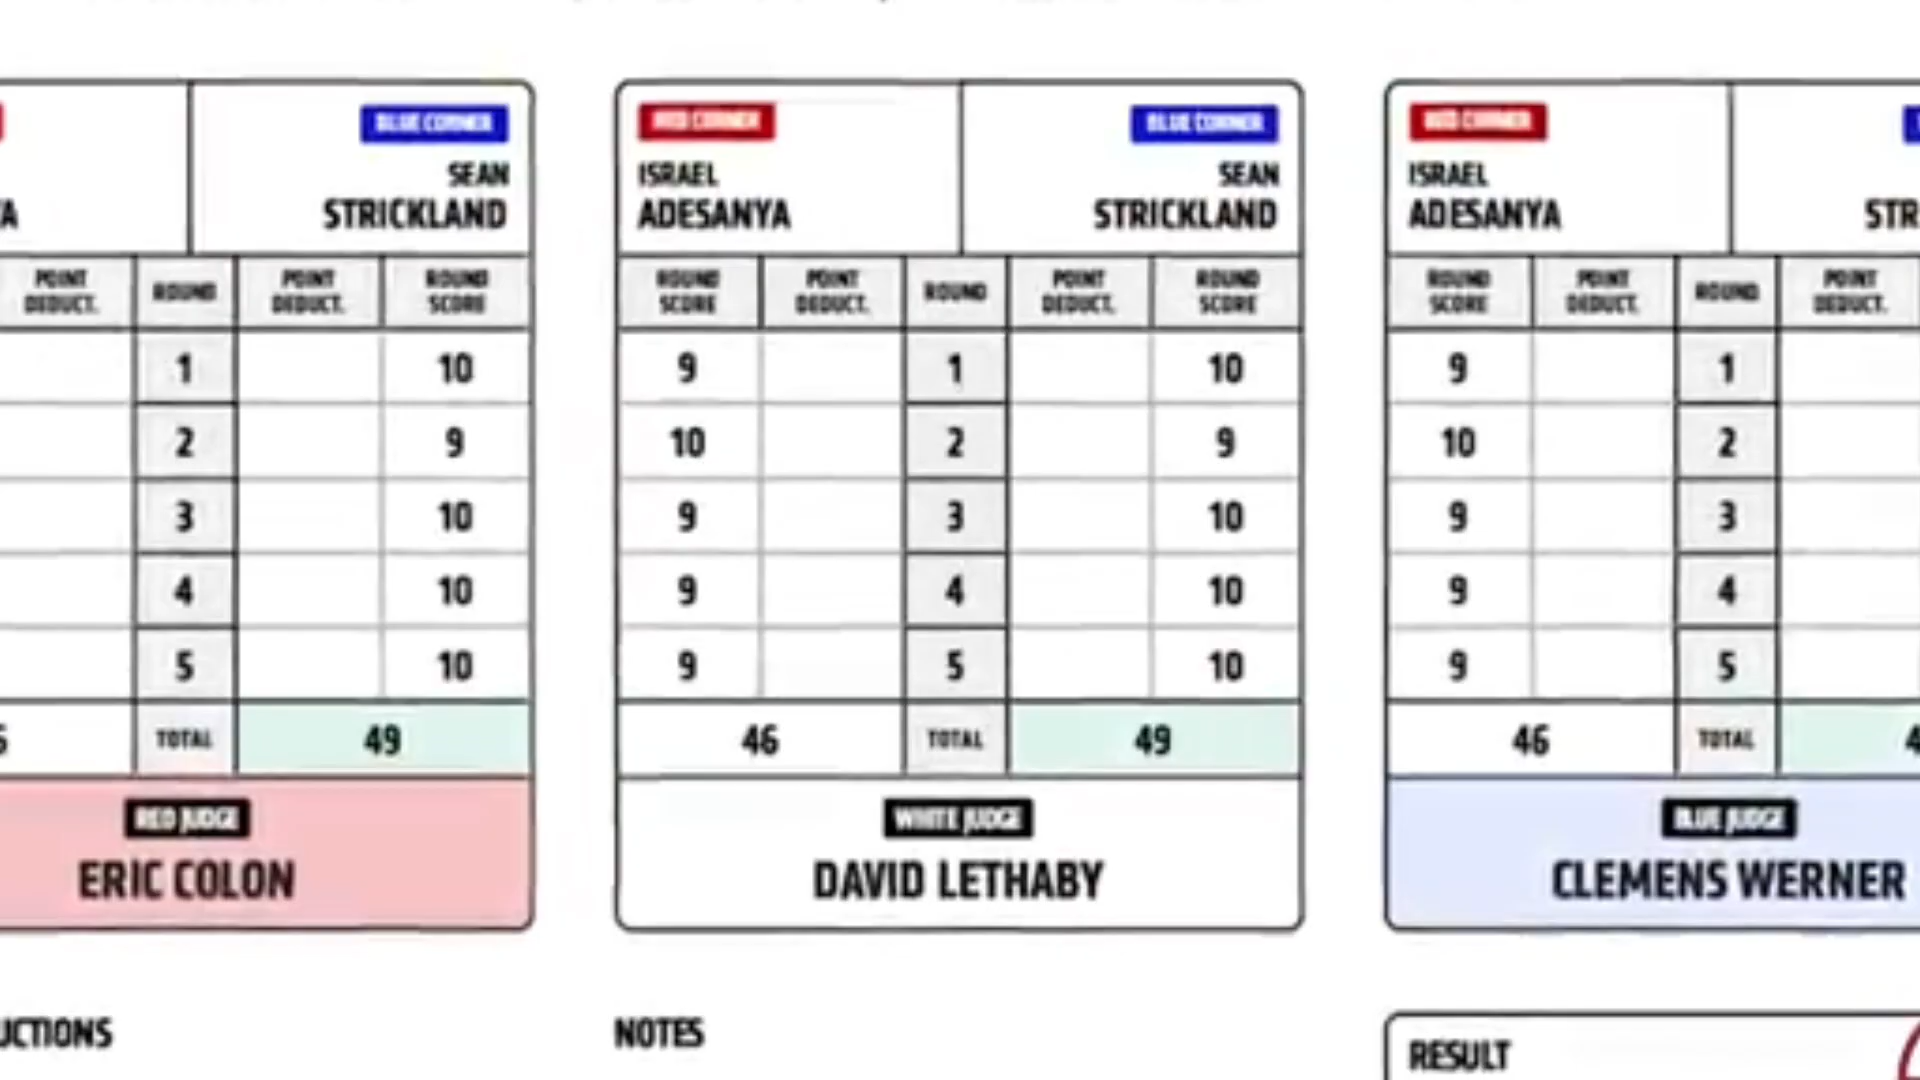 BLUE CORNER
SEAN
STRICKLAND
POINT DEDUCT.
ROUND
POINT DEDUCT.
ROUND SCORE
1 10
2 9
3 10
4 10
5 10
TOTAL 49
RED JUDGE
ERIC COLON
RED CORNER
BLUE CORNER
ISRAEL
ADESANYA
SEAN
STRICKLAND
ROUND SCORE
POINT DEDUCT.
ROUND
POINT DEDUCT.
ROUND SCORE
9 1 10
10 2 9
9 3 10
9 4 10
9 5 10
46 TOTAL 49
WHITE JUDGE
DAVID LETHABY
RED CORNER
ISRAEL
ADESANYA
STR
ROUND SCORE
POINT DEDUCT.
ROUND
POINT DEDUCT.
9 1
10 2
9 3
9 4
9 5
46 TOTAL 4
BLUE JUDGE
CLEMENS WERNER
UCTIONS
NOTES
RESULT